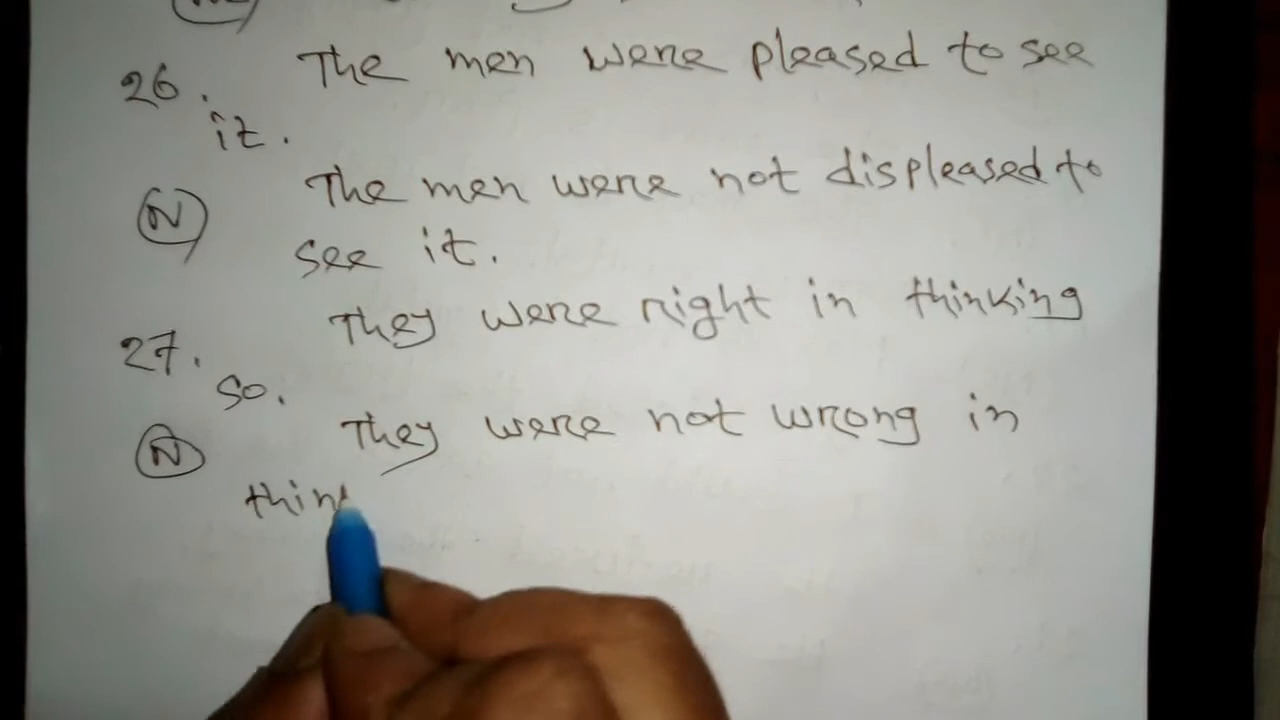 26. The men were pleased to see
it.
(N) The men were not displeased to
see it.
27. They were right in thinking
so.
(N) They were not wrong in
thin